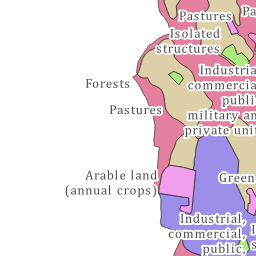 Pastures
Isolated
structures
Forests
Pastures
Industrial,
commercial,
public,
military and
private units
Arable land
(annual crops)
Green
Industrial,
commercial,
public,